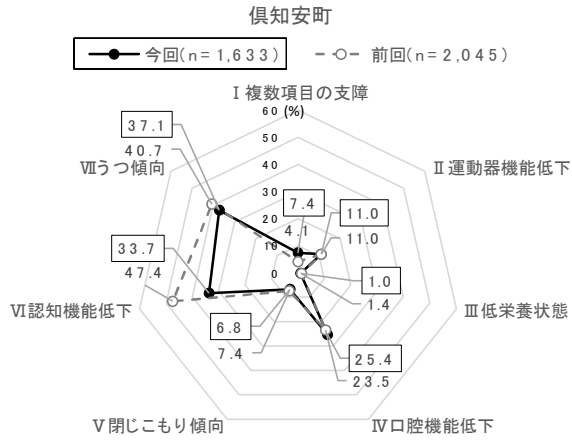 倶知安町
今回(n=1,633)
前回(n=2,045)
Ⅰ複数項目の支障
(%)
60
50
40
30
20
10
0
37.1
40.7
Ⅶうつ傾向
Ⅱ運動器機能低下
7.4
4.1
11.0
11.0
33.7
47.4
1.0
1.4
Ⅵ認知機能低下
Ⅲ低栄養状態
6.8
7.4
25.4
23.5
Ⅴ閉じこもり傾向
Ⅳ口腔機能低下